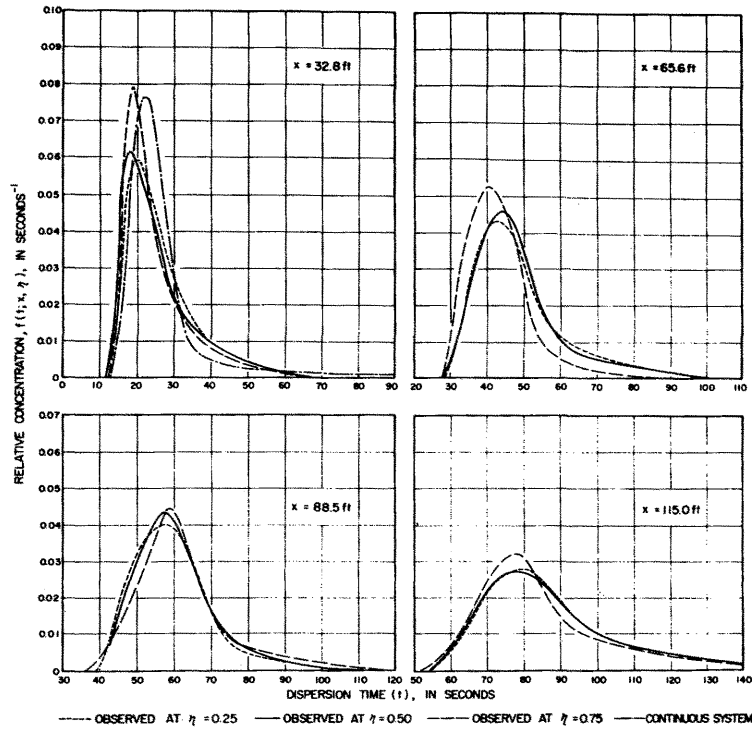 RELATIVE CONCENTRATION, f(t; x, η), IN SECONDS⁻¹
0.10
0.09
0.08
0.07
0.06
0.05
0.04
0.03
0.02
0.01
0
x = 32.8 ft
0 10 20 30 40 50 60 70 80 90
x = 65.6 ft
20 30 40 50 60 70 80 90 100 110
0.07
0.06
0.05
0.04
0.03
0.02
0.01
0
x = 88.5 ft
30 40 50 60 70 80 90 100 110 120
x = 115.0 ft
50 60 70 80 90 100 110 120 130 140
DISPERSION TIME (t), IN SECONDS
OBSERVED AT η = 0.25 OBSERVED AT η = 0.50 OBSERVED AT η = 0.75 CONTINUOUS SYSTEM